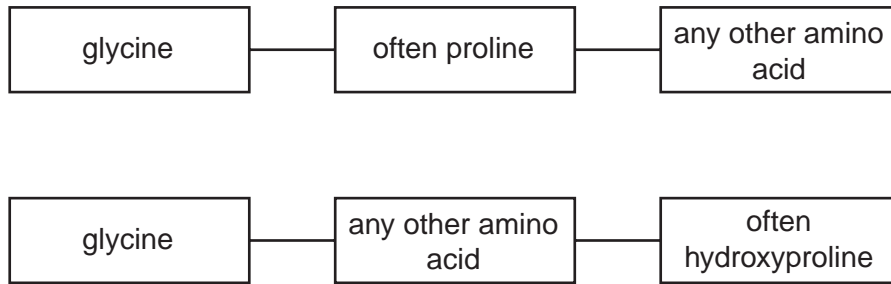 glycine
often proline
any other amino
acid
glycine
any other amino
acid
often
hydroxyproline